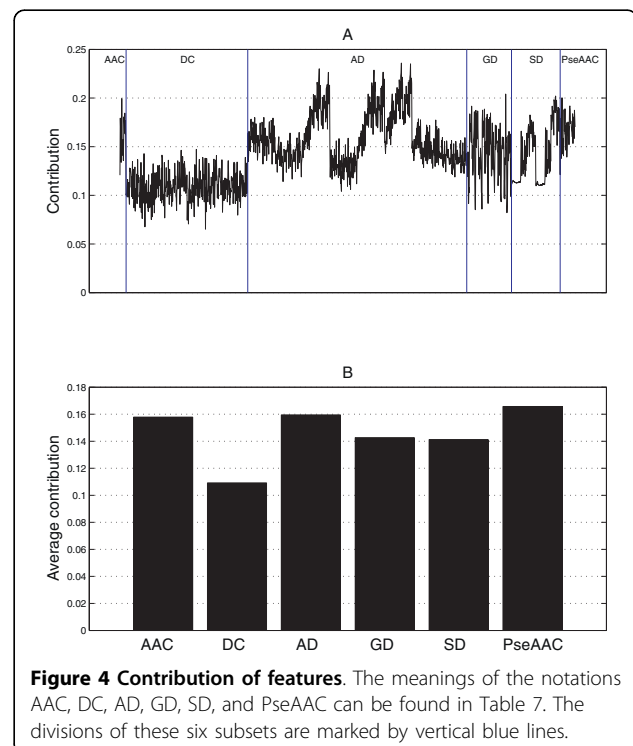 A
0.25
AAC DC AD GD SD PseAAC
0.2
0.15
0.1
0.05
0
Contribution
B
0.18
0.16
0.14
0.12
0.1
0.08
0.06
0.04
0.02
0
Average contribution
AAC DC AD GD SD PseAAC
Figure 4 Contribution of features. The meanings of the notations
AAC, DC, AD, GD, SD, and PseAAC can be found in Table 7. The
divisions of these six subsets are marked by vertical blue lines.